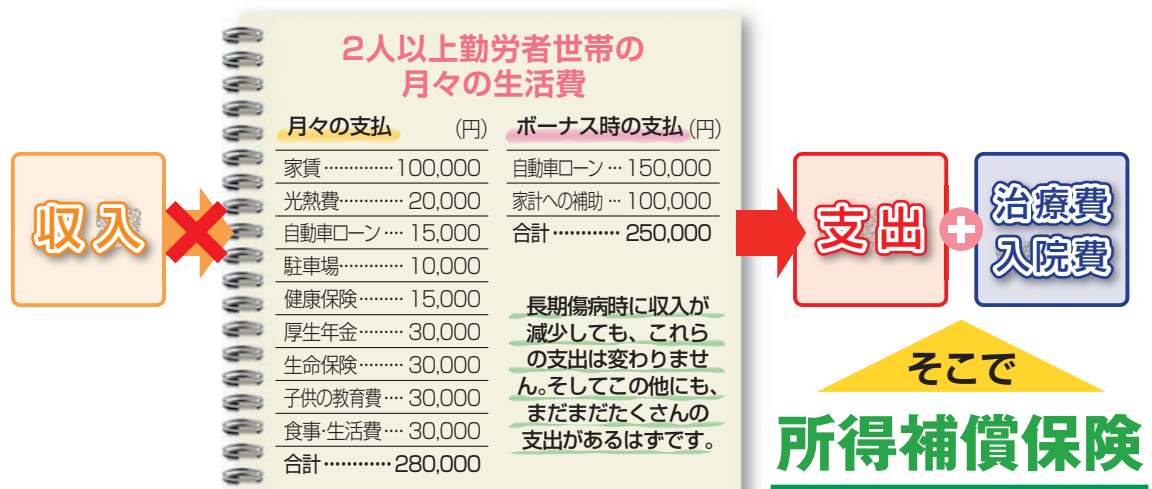 2人以上勤労者世帯の
月々の生活費
月々の支払 (円)
家賃 ············· 100,000
光熱費············ 20,000
自動車ローン ···· 15,000
駐車場············ 10,000
健康保険········· 15,000
厚生年金········· 30,000
生命保険········· 30,000
子供の教育費 ···· 30,000
食事・生活費 ···· 30,000
合計 ············ 280,000
ボーナス時の支払 (円)
自動車ローン ··· 150,000
家計への補助 ··· 100,000
合計 ············ 250,000
長期傷病時に収入が
減少しても、これら
の支出は変わりませ
ん。そしてこの他にも、
まだまだたくさんの
支出があるはずです。
収入
支出
治療費
入院費
そこで
所得補償保険